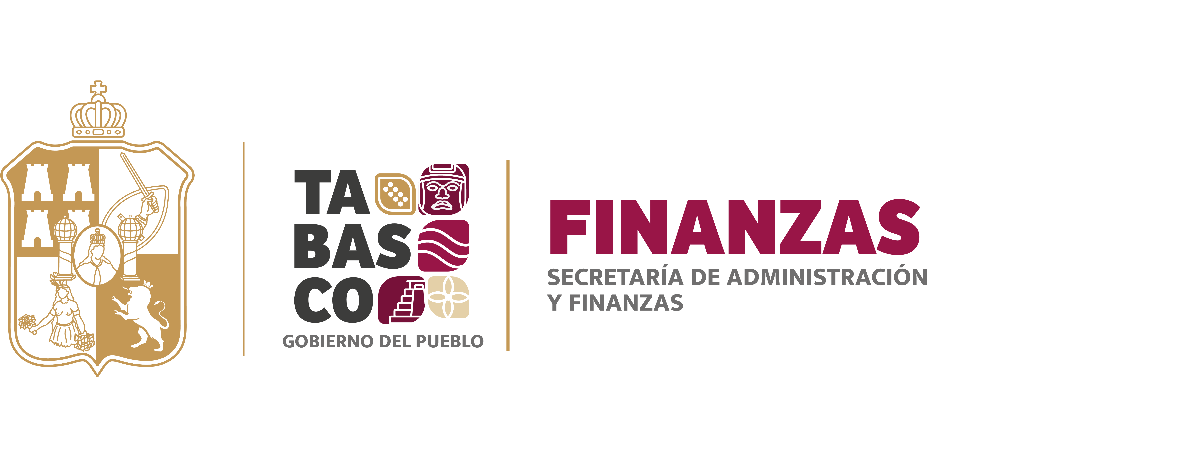 TA
BAS
CO
GOBIERNO DEL PUEBLO
FINANZAS
SECRETARÍA DE ADMINISTRACIÓN
Y FINANZAS